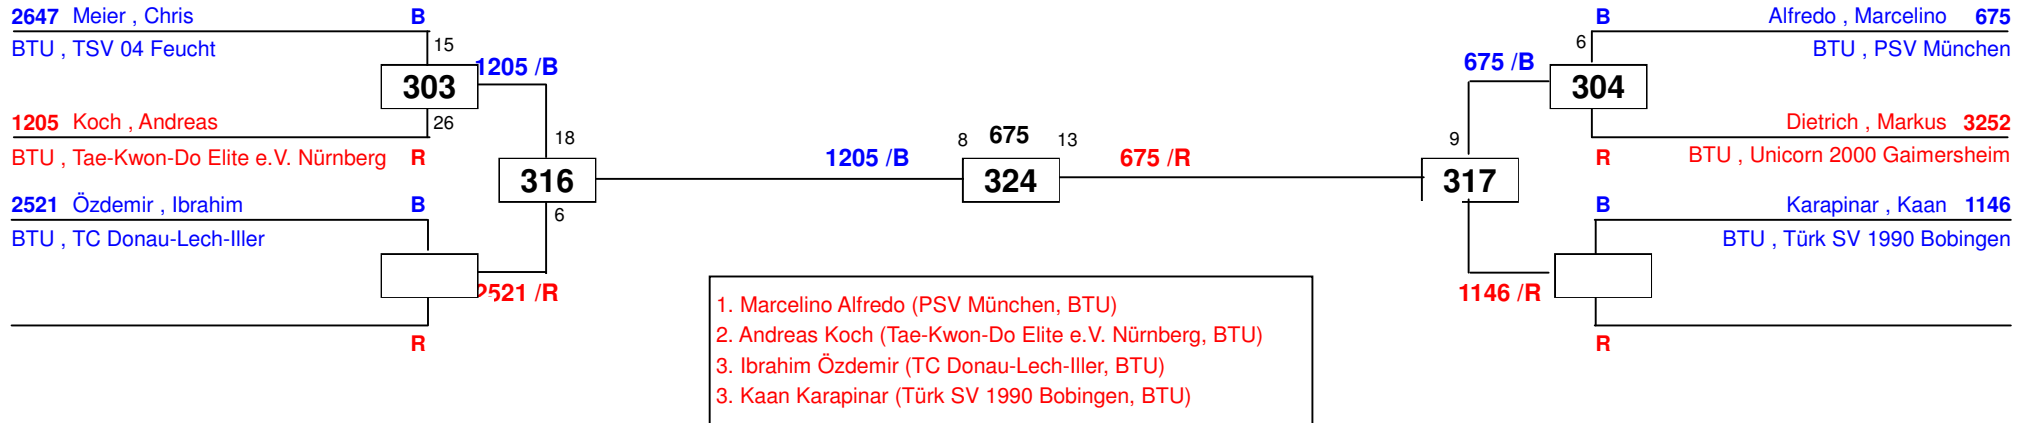 2647 Meier , Chris B
BTU , TSV 04 Feucht
15
303
1205 /B
1205 Koch , Andreas
26
BTU , Tae-Kwon-Do Elite e.V. Nürnberg R
2521 Özdemir , Ibrahim B
BTU , TC Donau-Lech-Iller
2521 /R
R
18
316
6
1205 /B
8 675 13
324
675 /R
9
317
B Alfredo , Marcelino 675
6
BTU , PSV München
675 /B
304
Dietrich , Markus 3252
R BTU , Unicorn 2000 Gaimersheim
B Karapinar , Kaan 1146
BTU , Türk SV 1990 Bobingen
1146 /R
R
1. Marcelino Alfredo (PSV München, BTU)
2. Andreas Koch (Tae-Kwon-Do Elite e.V. Nürnberg, BTU)
3. Ibrahim Özdemir (TC Donau-Lech-Iller, BTU)
3. Kaan Karapinar (Türk SV 1990 Bobingen, BTU)